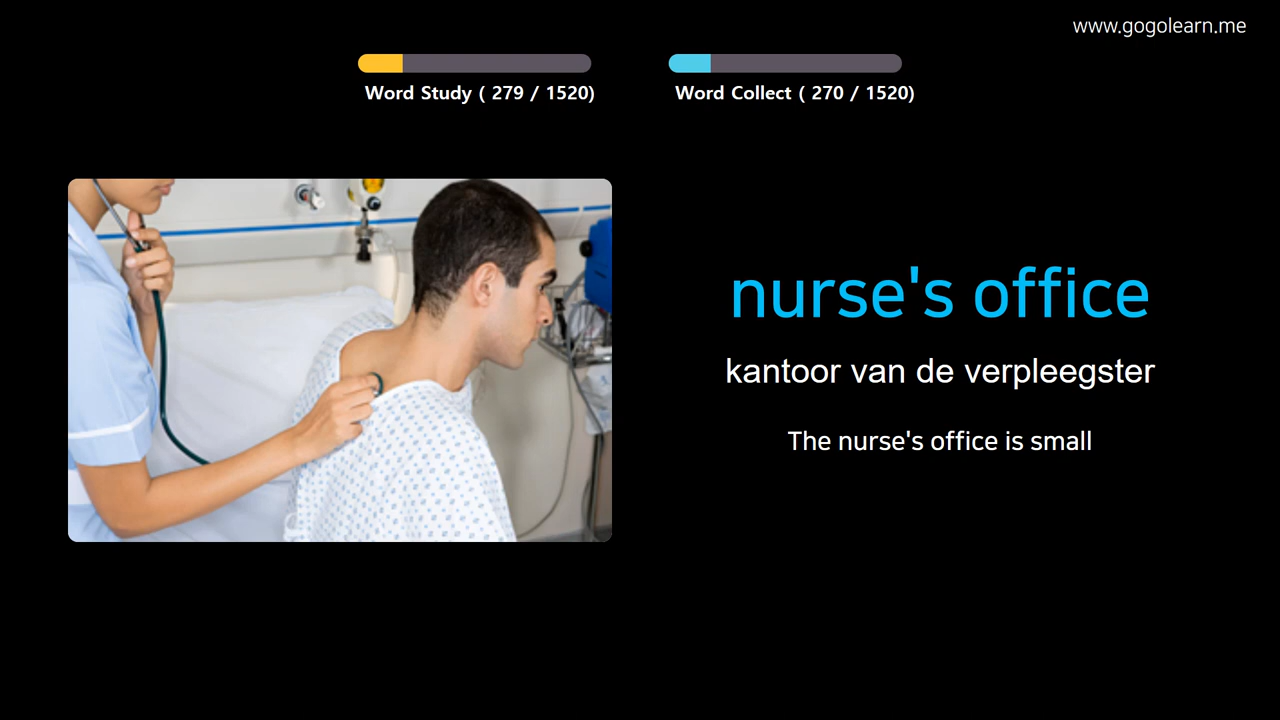 www.gogolearn.me
Word Study ( 279 / 1520)
Word Collect ( 270 / 1520)
nurse's office
kantoor van de verpleegster
The nurse's office is small